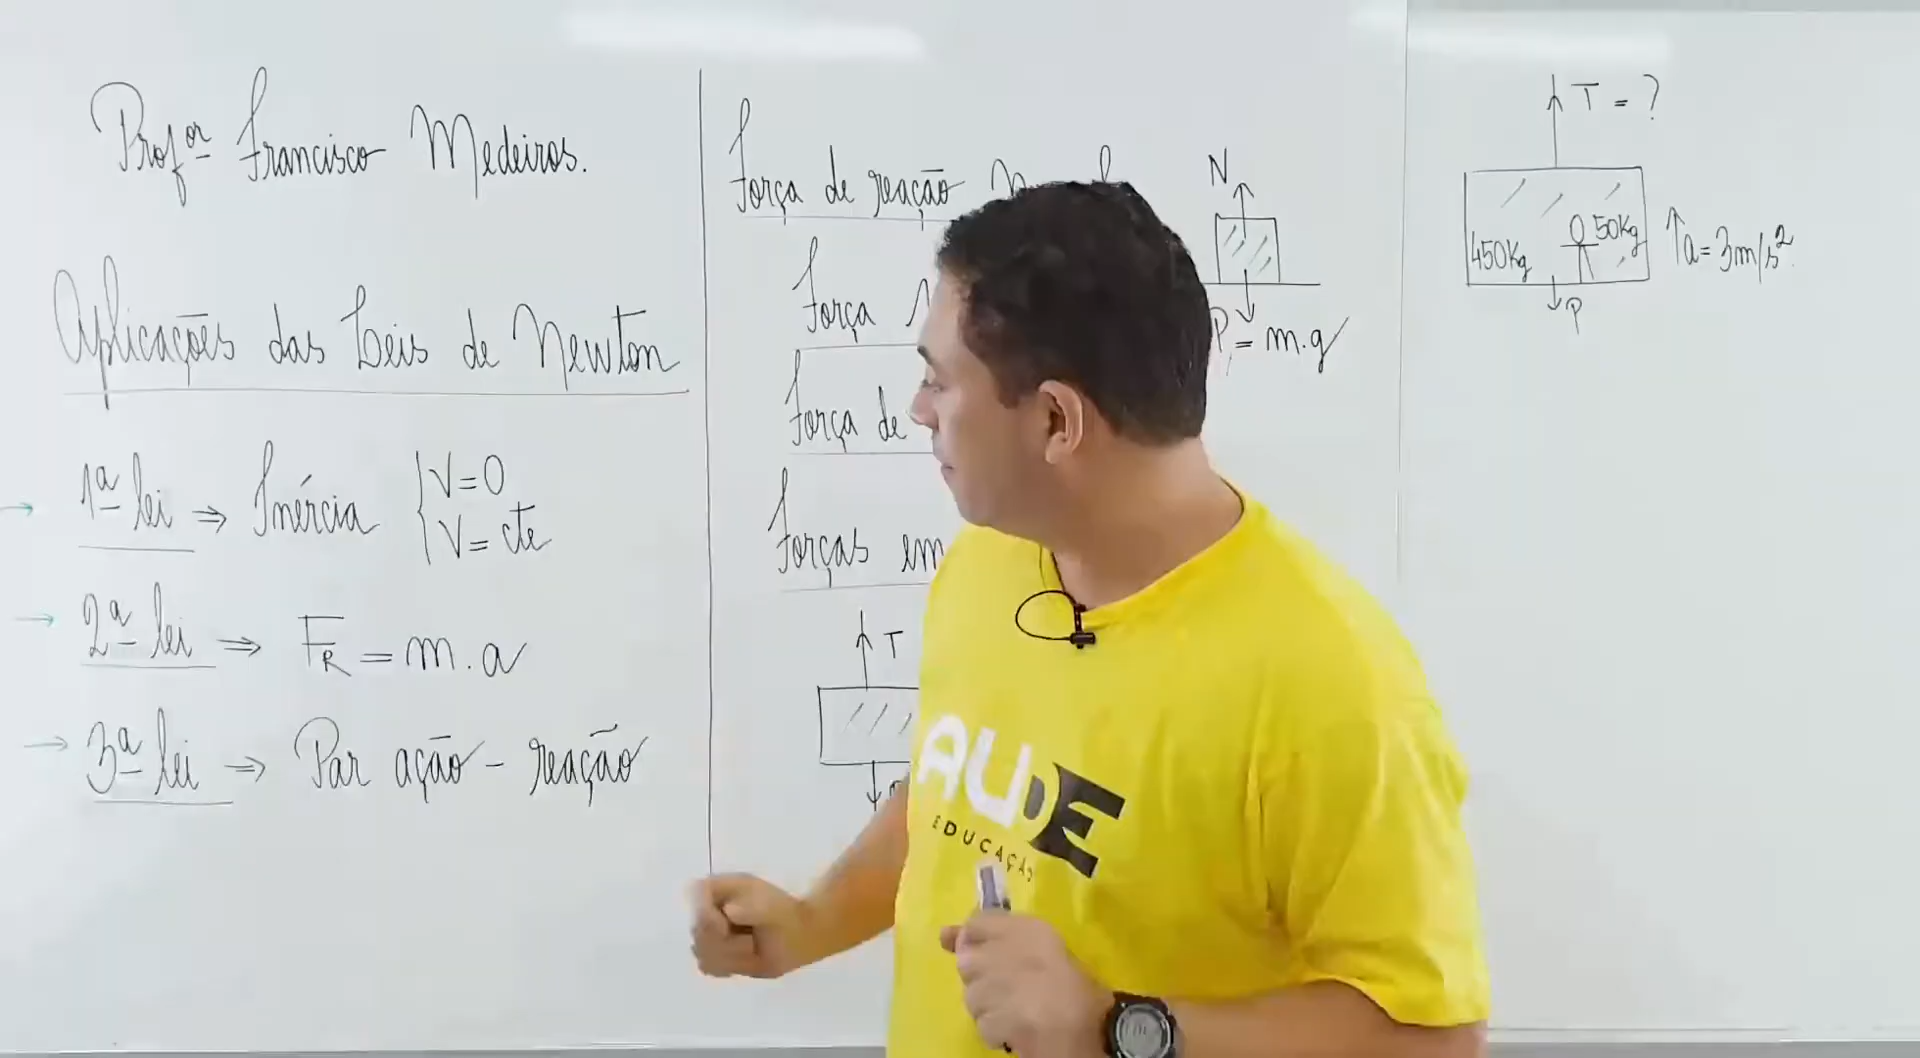 Profor Francisco Medeiros.
Aplicações das Leis de Newton
1ª lei ⇒ Inércia { V=0
V= cte
2ª lei ⇒ FR = m.a
3ª lei ⇒ Par ação - reação
Força de reação
Força
Força de
Forças em
T
N
P = m.g
T = ?
450Kg
50Kg
a= 3m/s²
P
AUDE
EDUCAÇÃO